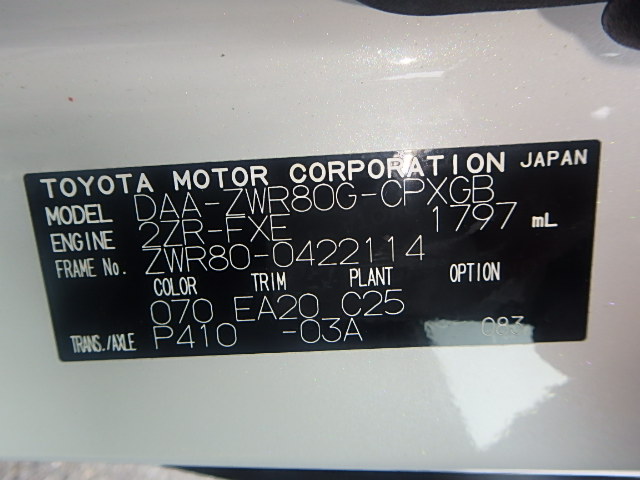 TOYOTA MOTOR CORPORATION JAPAN
MODEL DAA-ZWR80G-CPXGB
ENGINE 2ZR-FXE 1797 mL
FRAME No. ZWR80-0422114
COLOR TRIM PLANT OPTION
070 EA20 C25
TRANS./AXLE P410 -03A 083